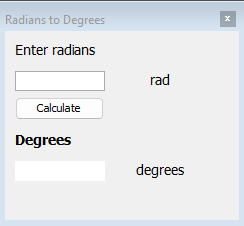 Radians to Degrees
x
Enter radians
rad
Calculate
Degrees
degrees